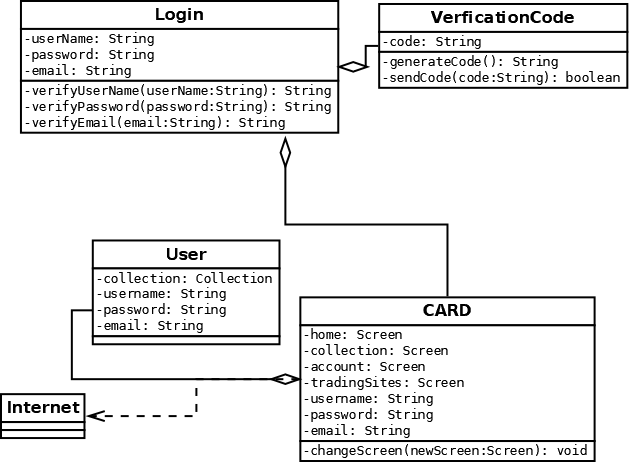 Login
-userName: String
-password: String
-email: String
-verifyUserName(userName:String): String
-verifyPassword(password:String): String
-verifyEmail(email:String): String
VerficationCode
-code: String
-generateCode(): String
-sendCode(code:String): boolean
User
-collection: Collection
-username: String
-password: String
-email: String
CARD
-home: Screen
-collection: Screen
-account: Screen
-tradingSites: Screen
-username: String
-password: String
-email: String
-changeScreen(newScreen:Screen): void
Internet